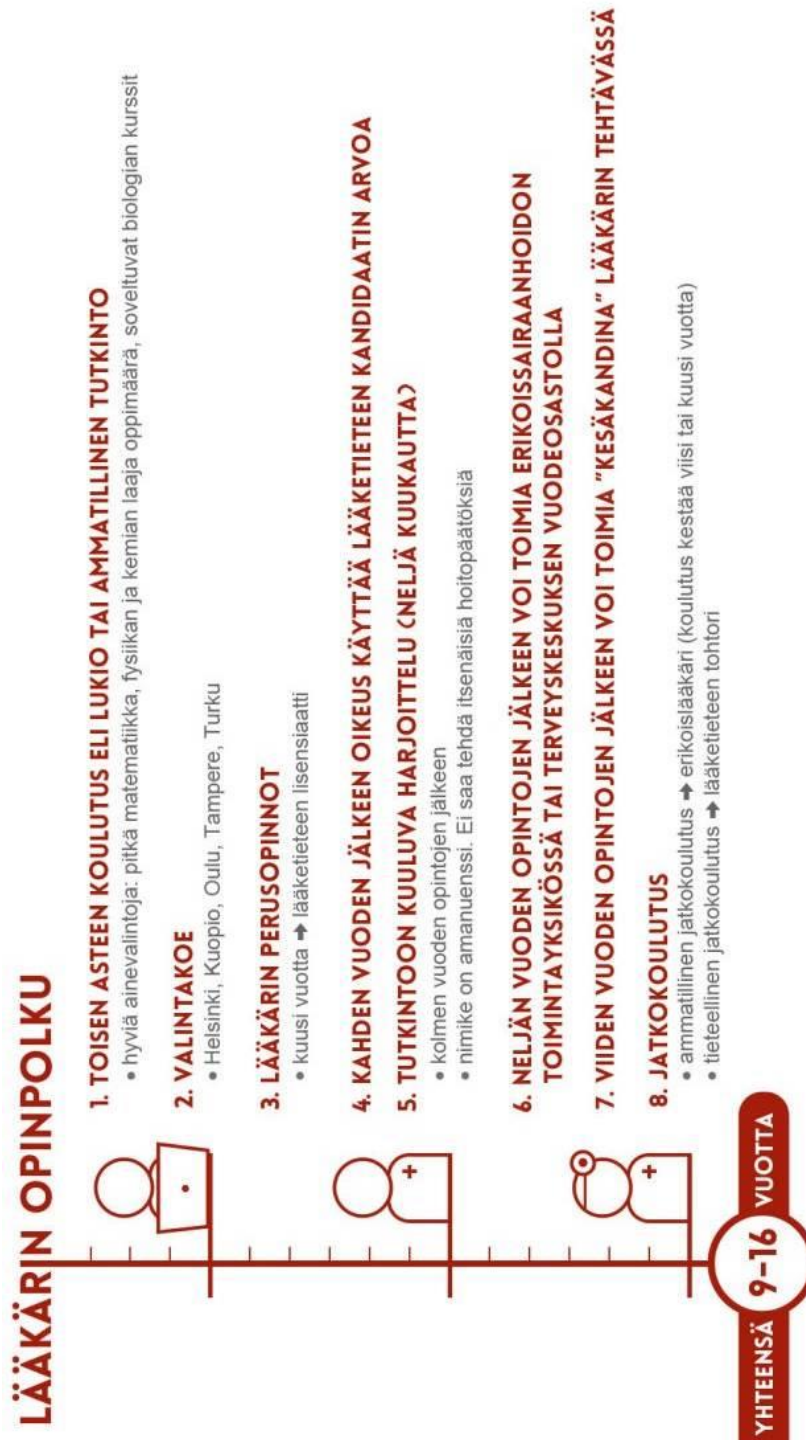 LÄÄKÄRIN OPINPOLKU
1. TOISEN ASTEEN KOULUTUS ELI LUKIO TAI AMMATILLINEN TUTKINTO
• hyviä ainevalintoja: pitkä matematiikka, fysiikan ja kemian laaja oppimäärä, soveltuvat biologian kurssit
2. VALINTAKOE
• Helsinki, Kuopio, Oulu, Tampere, Turku
3. LÄÄKÄRIN PERUSOPINNOT
• kuusi vuotta ➔ lääketieteen lisensiaatti
4. KAHDEN VUODEN JÄLKEEN OIKEUS KÄYTTÄÄ LÄÄKETIETEEN KANDIDAATIN ARVOA
5. TUTKINTOON KUULUVA HARJOITTELU (NELJÄ KUUKAUTTA)
• kolmen vuoden opintojen jälkeen
• nimike on amanuenssi. Ei saa tehdä itsenäisiä hoitopäätöksiä
6. NELJÄN VUODEN OPINTOJEN JÄLKEEN VOI TOIMIA ERIKOISSAIRAANHOIDON
TOIMINTAYKSIKÖSSÄ TAI TERVEYSKESKUKSEN VUODEOSASTOLLA
7. VIIDEN VUODEN OPINTOJEN JÄLKEEN VOI TOIMIA "KESÄKANDINA" LÄÄKÄRIN TEHTÄVÄSSÄ
8. JATKOKOULUTUS
• ammatillinen jatkokoulutus ➔ erikoislääkäri (koulutus kestää viisi tai kuusi vuotta)
• tieteellinen jatkokoulutus ➔ lääketieteen tohtori
YHTEENSÄ 9–16 VUOTTA